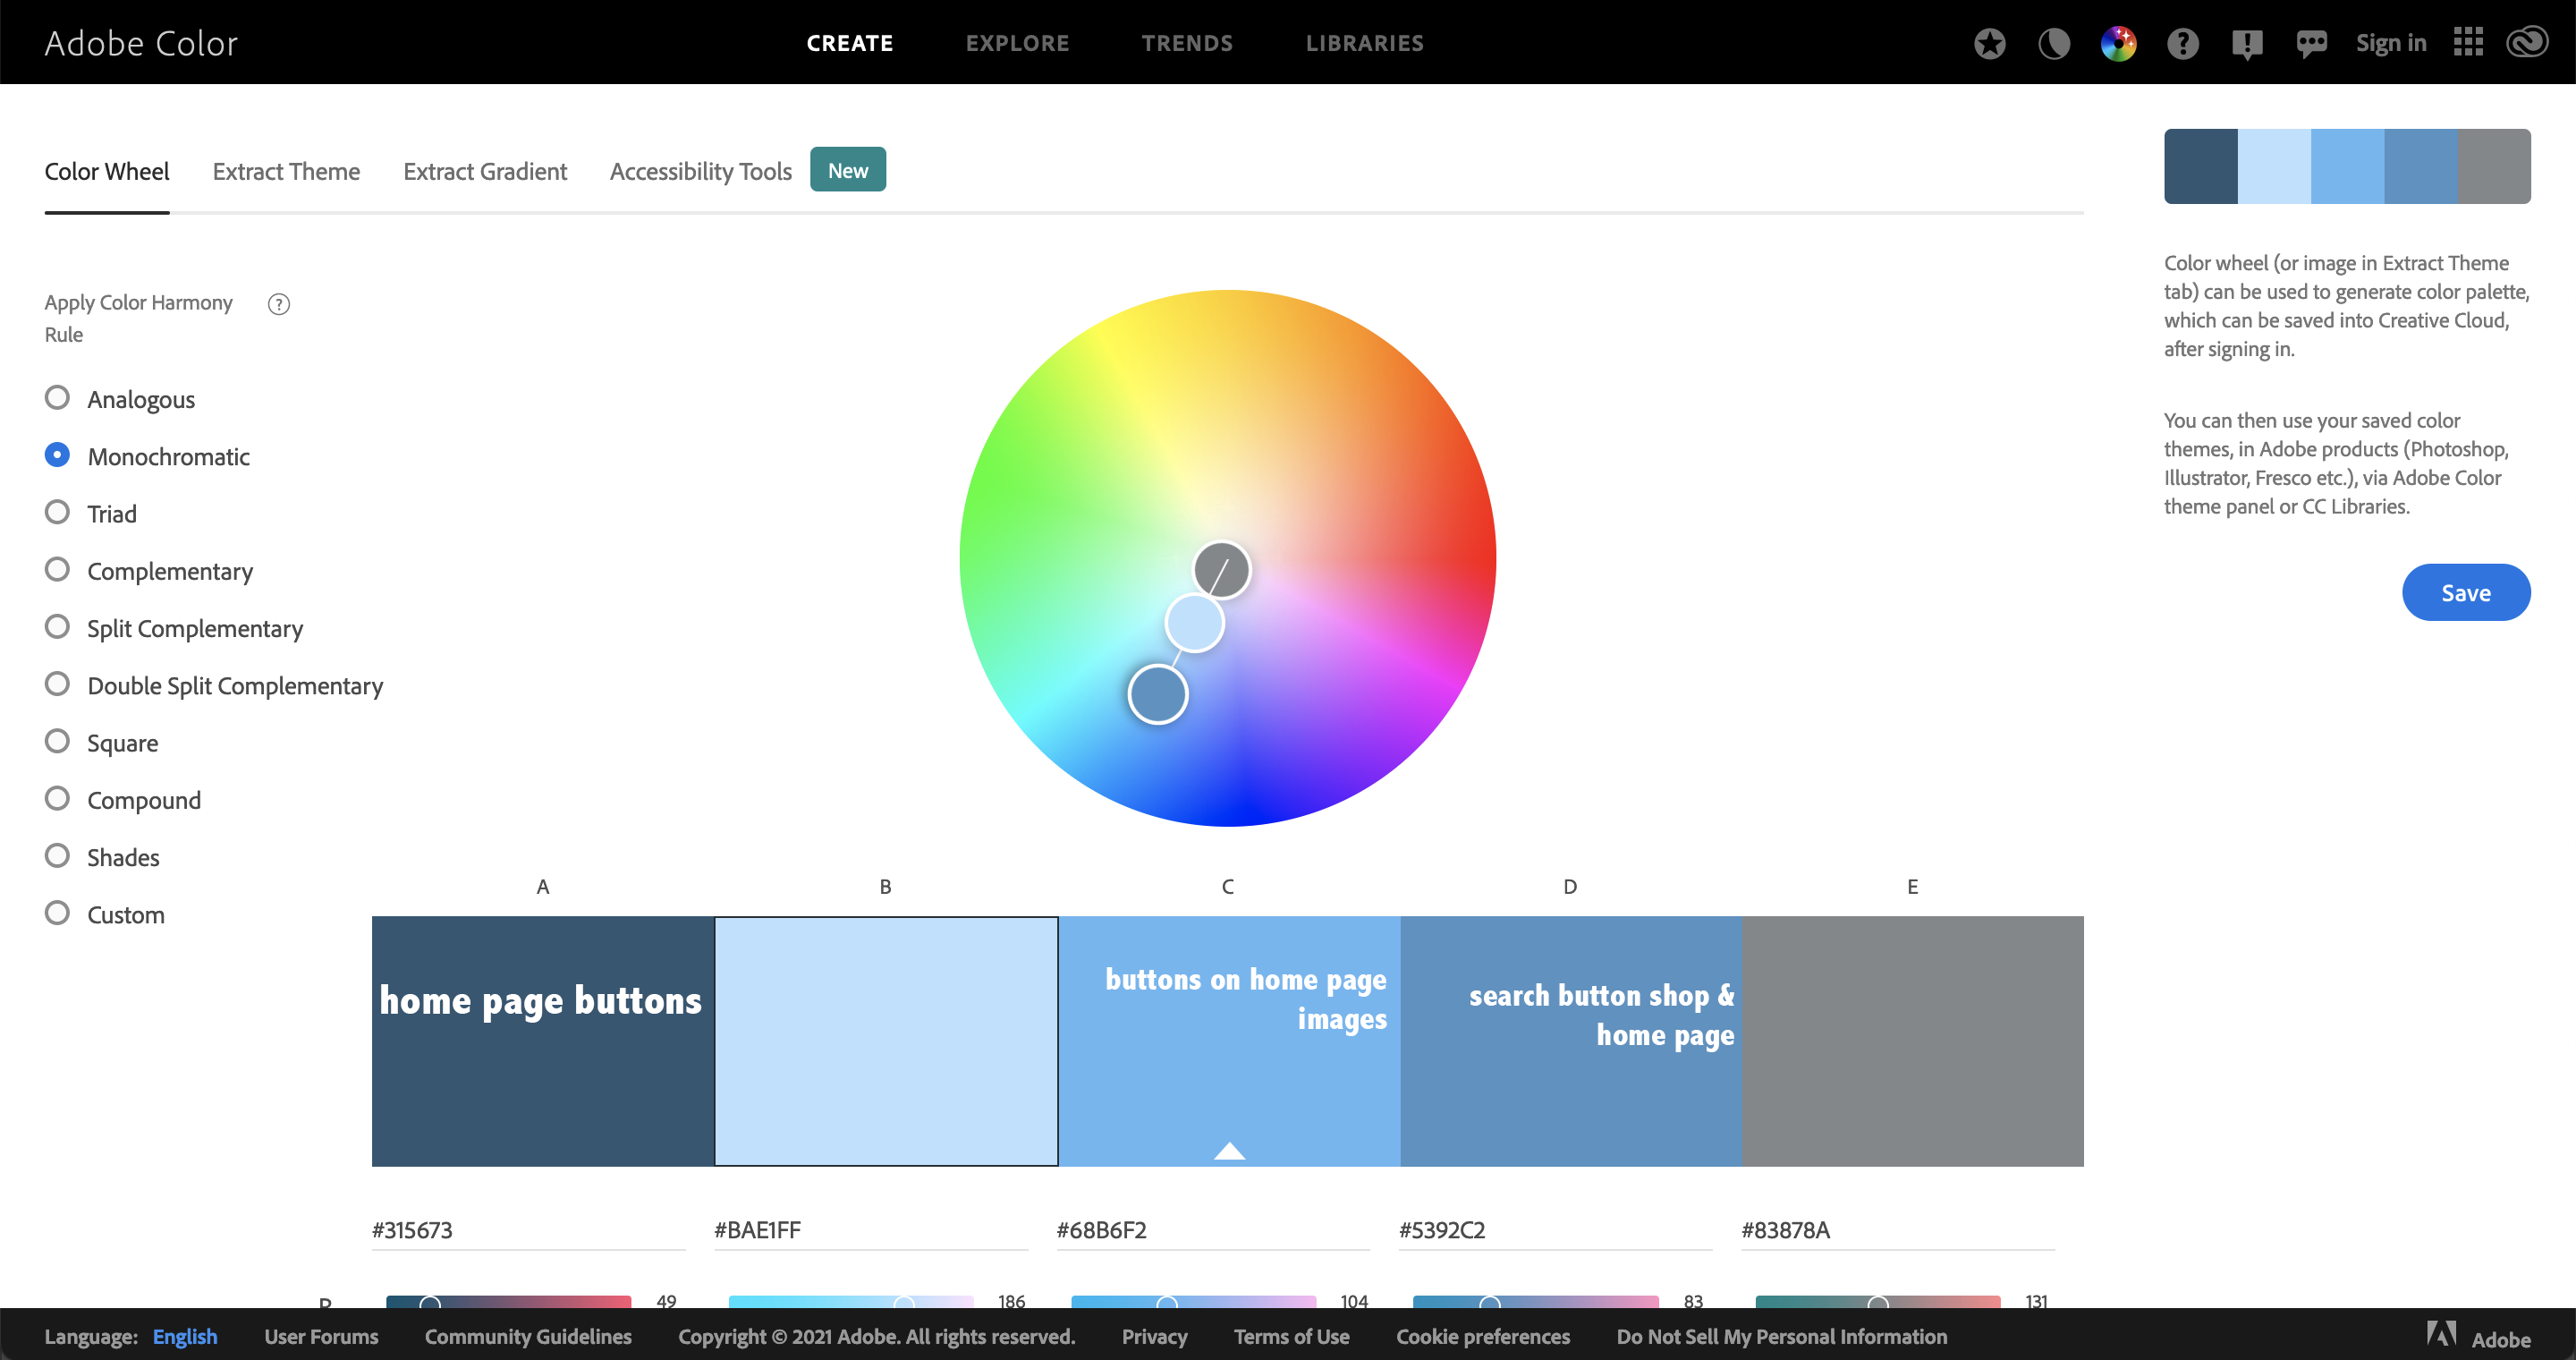 Adobe Color
CREATE EXPLORE TRENDS LIBRARIES
Sign in
Color Wheel Extract Theme Extract Gradient Accessibility Tools New
Color wheel (or image in Extract Theme
tab) can be used to generate color palette,
which can be saved into Creative Cloud,
after signing in.
You can then use your saved color
themes, in Adobe products (Photoshop,
Illustrator, Fresco etc.), via Adobe Color
theme panel or CC Libraries.
Save
Apply Color Harmony
Rule
Analogous
Monochromatic
Triad
Complementary
Split Complementary
Double Split Complementary
Square
Compound
Shades
Custom
A B C D E
home page buttons
buttons on home page
images
search button shop &
home page
#315673 #BAE1FF #68B6F2 #5392C2 #83878A
R 49 186 104 83 131
Language: English User Forums Community Guidelines Copyright © 2021 Adobe. All rights reserved. Privacy Terms of Use Cookie preferences Do Not Sell My Personal Information Adobe